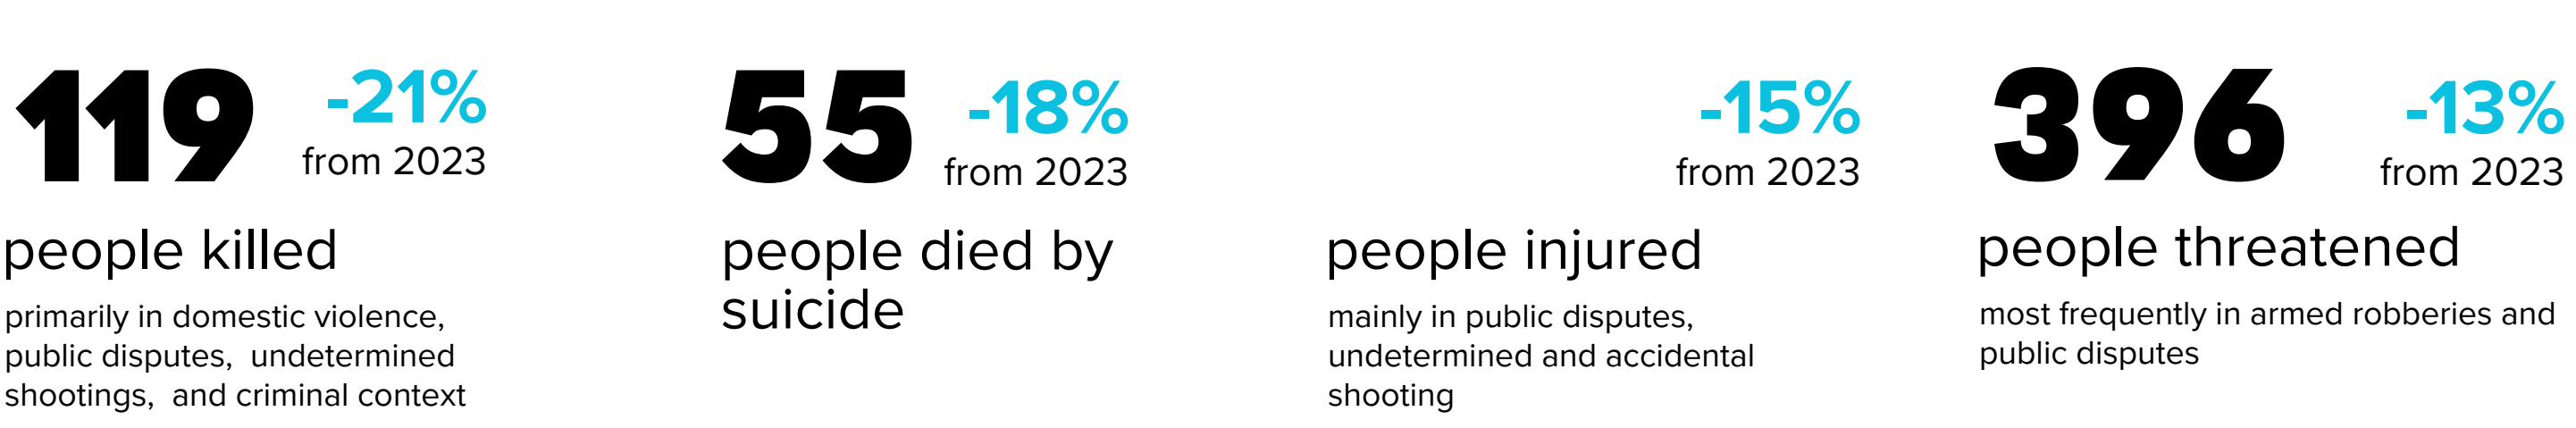 119
-21%
from 2023
people killed
primarily in domestic violence,
public disputes, undetermined
shootings, and criminal context
55
-18%
from 2023
people died by
suicide
-15%
from 2023
people injured
mainly in public disputes,
undetermined and accidental
shooting
396
-13%
from 2023
people threatened
most frequently in armed robberies and
public disputes